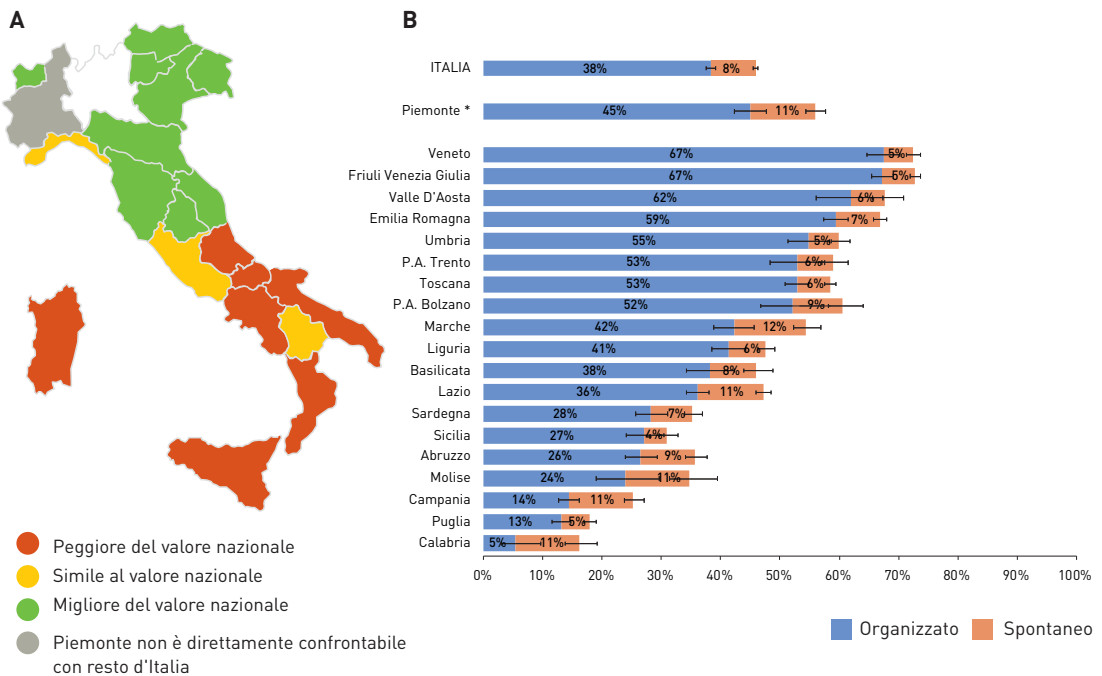 A
B
ITALIA 38% 8%
Piemonte * 45% 11%
Veneto 67% 5%
Friuli Venezia Giulia 67% 5%
Valle D'Aosta 62% 6%
Emilia Romagna 59% 7%
Umbria 55% 5%
P.A. Trento 53% 6%
Toscana 53% 6%
P.A. Bolzano 52% 9%
Marche 42% 12%
Liguria 41% 6%
Basilicata 38% 8%
Lazio 36% 11%
Sardegna 28% 7%
Sicilia 27% 4%
Abruzzo 26% 9%
Molise 24% 11%
Campania 14% 11%
Puglia 13% 5%
Calabria 5% 11%
0% 10% 20% 30% 40% 50% 60% 70% 80% 90% 100%
Organizzato Spontaneo
Peggiore del valore nazionale
Simile al valore nazionale
Migliore del valore nazionale
Piemonte non è direttamente confrontabile
con resto d'Italia